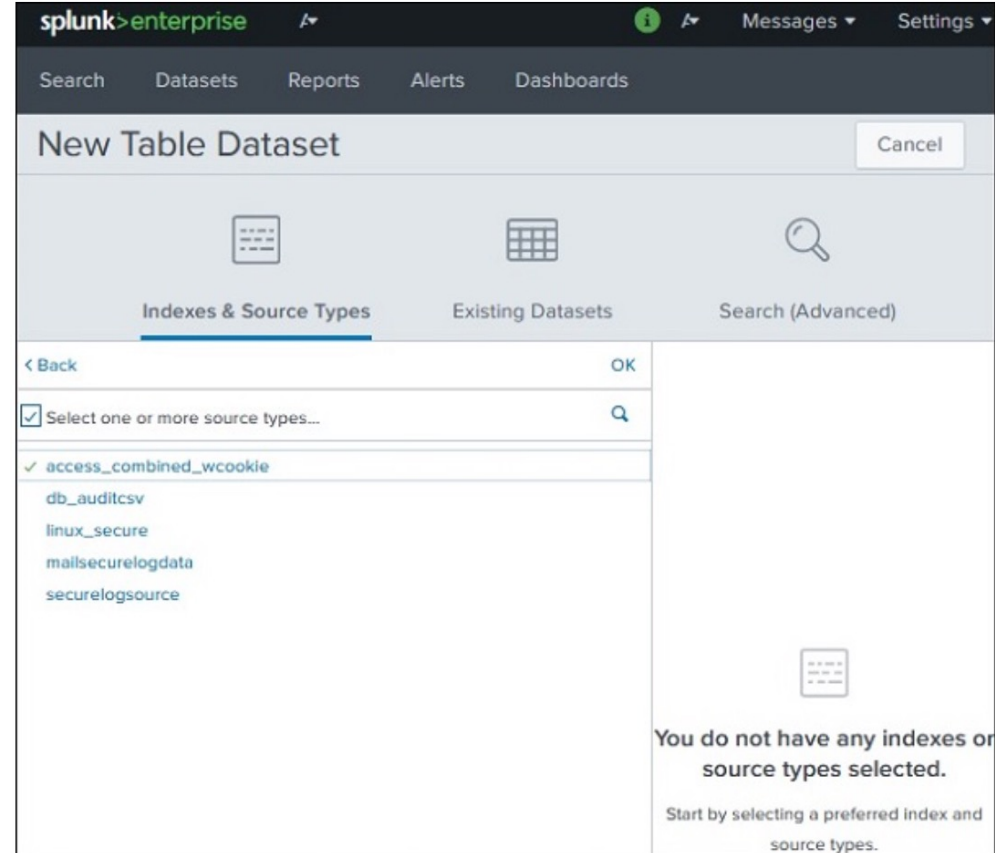 splunk>enterprise Messages Settings
Search Datasets Reports Alerts Dashboards
New Table Dataset Cancel
Indexes & Source Types Existing Datasets Search (Advanced)
< Back OK
Select one or more source types...
access_combined_wcookie
db_auditcsv
linux_secure
mailsecurelogdata
securelogsource
You do not have any indexes or
source types selected.
Start by selecting a preferred index and
source types.